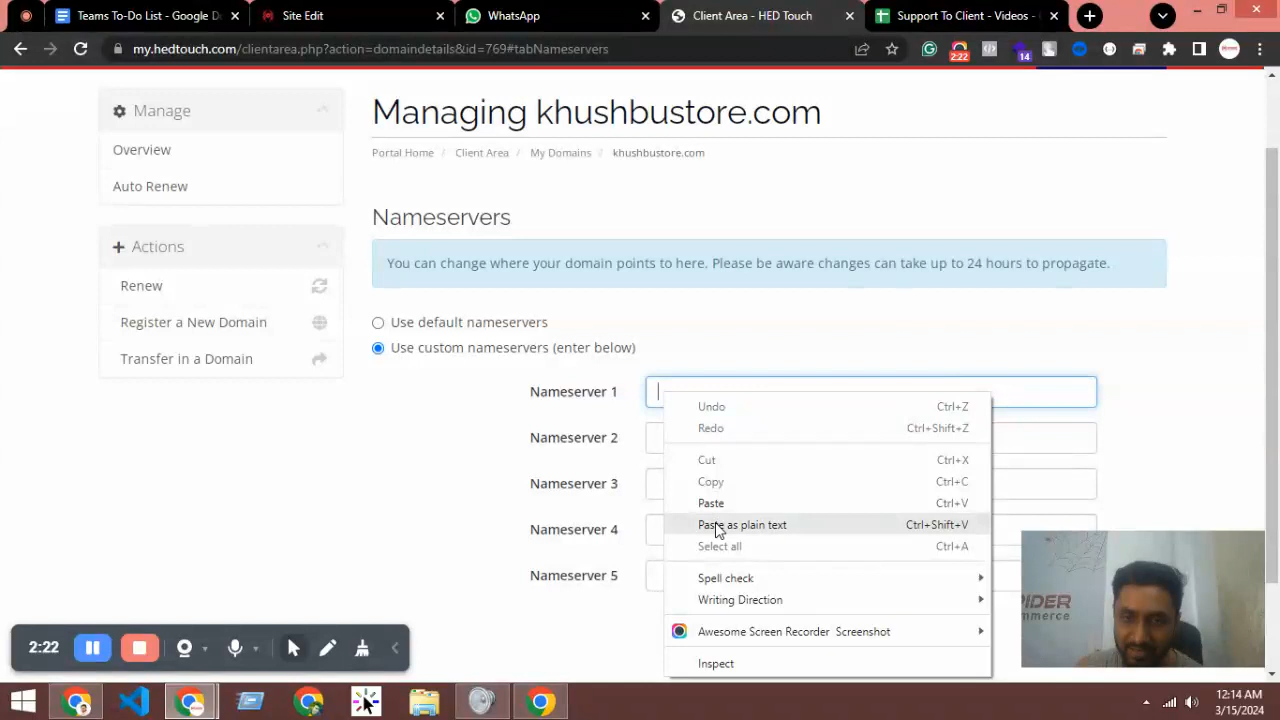 Teams To-Do List - Google D
Site Edit
WhatsApp
Client Area - HED Touch
Support To Client - Videos -
my.hedtouch.com/clientarea.php?action=domaindetails&id=769#tabNameservers
2:22
14
Manage
Overview
Auto Renew
Actions
Renew
Register a New Domain
Transfer in a Domain
Managing khushbustore.com
Portal Home / Client Area / My Domains / khushbustore.com
Nameservers
You can change where your domain points to here. Please be aware changes can take up to 24 hours to propagate.
Use default nameservers
Use custom nameservers (enter below)
Nameserver 1
Nameserver 2
Nameserver 3
Nameserver 4
Nameserver 5
Undo Ctrl+Z
Redo Ctrl+Shift+Z
Cut Ctrl+X
Copy Ctrl+C
Paste Ctrl+V
Paste as plain text Ctrl+Shift+V
Select all Ctrl+A
Spell check
Writing Direction
Awesome Screen Recorder Screenshot
Inspect
PIDER
mmerce
2:22
12:14 AM
3/15/2024